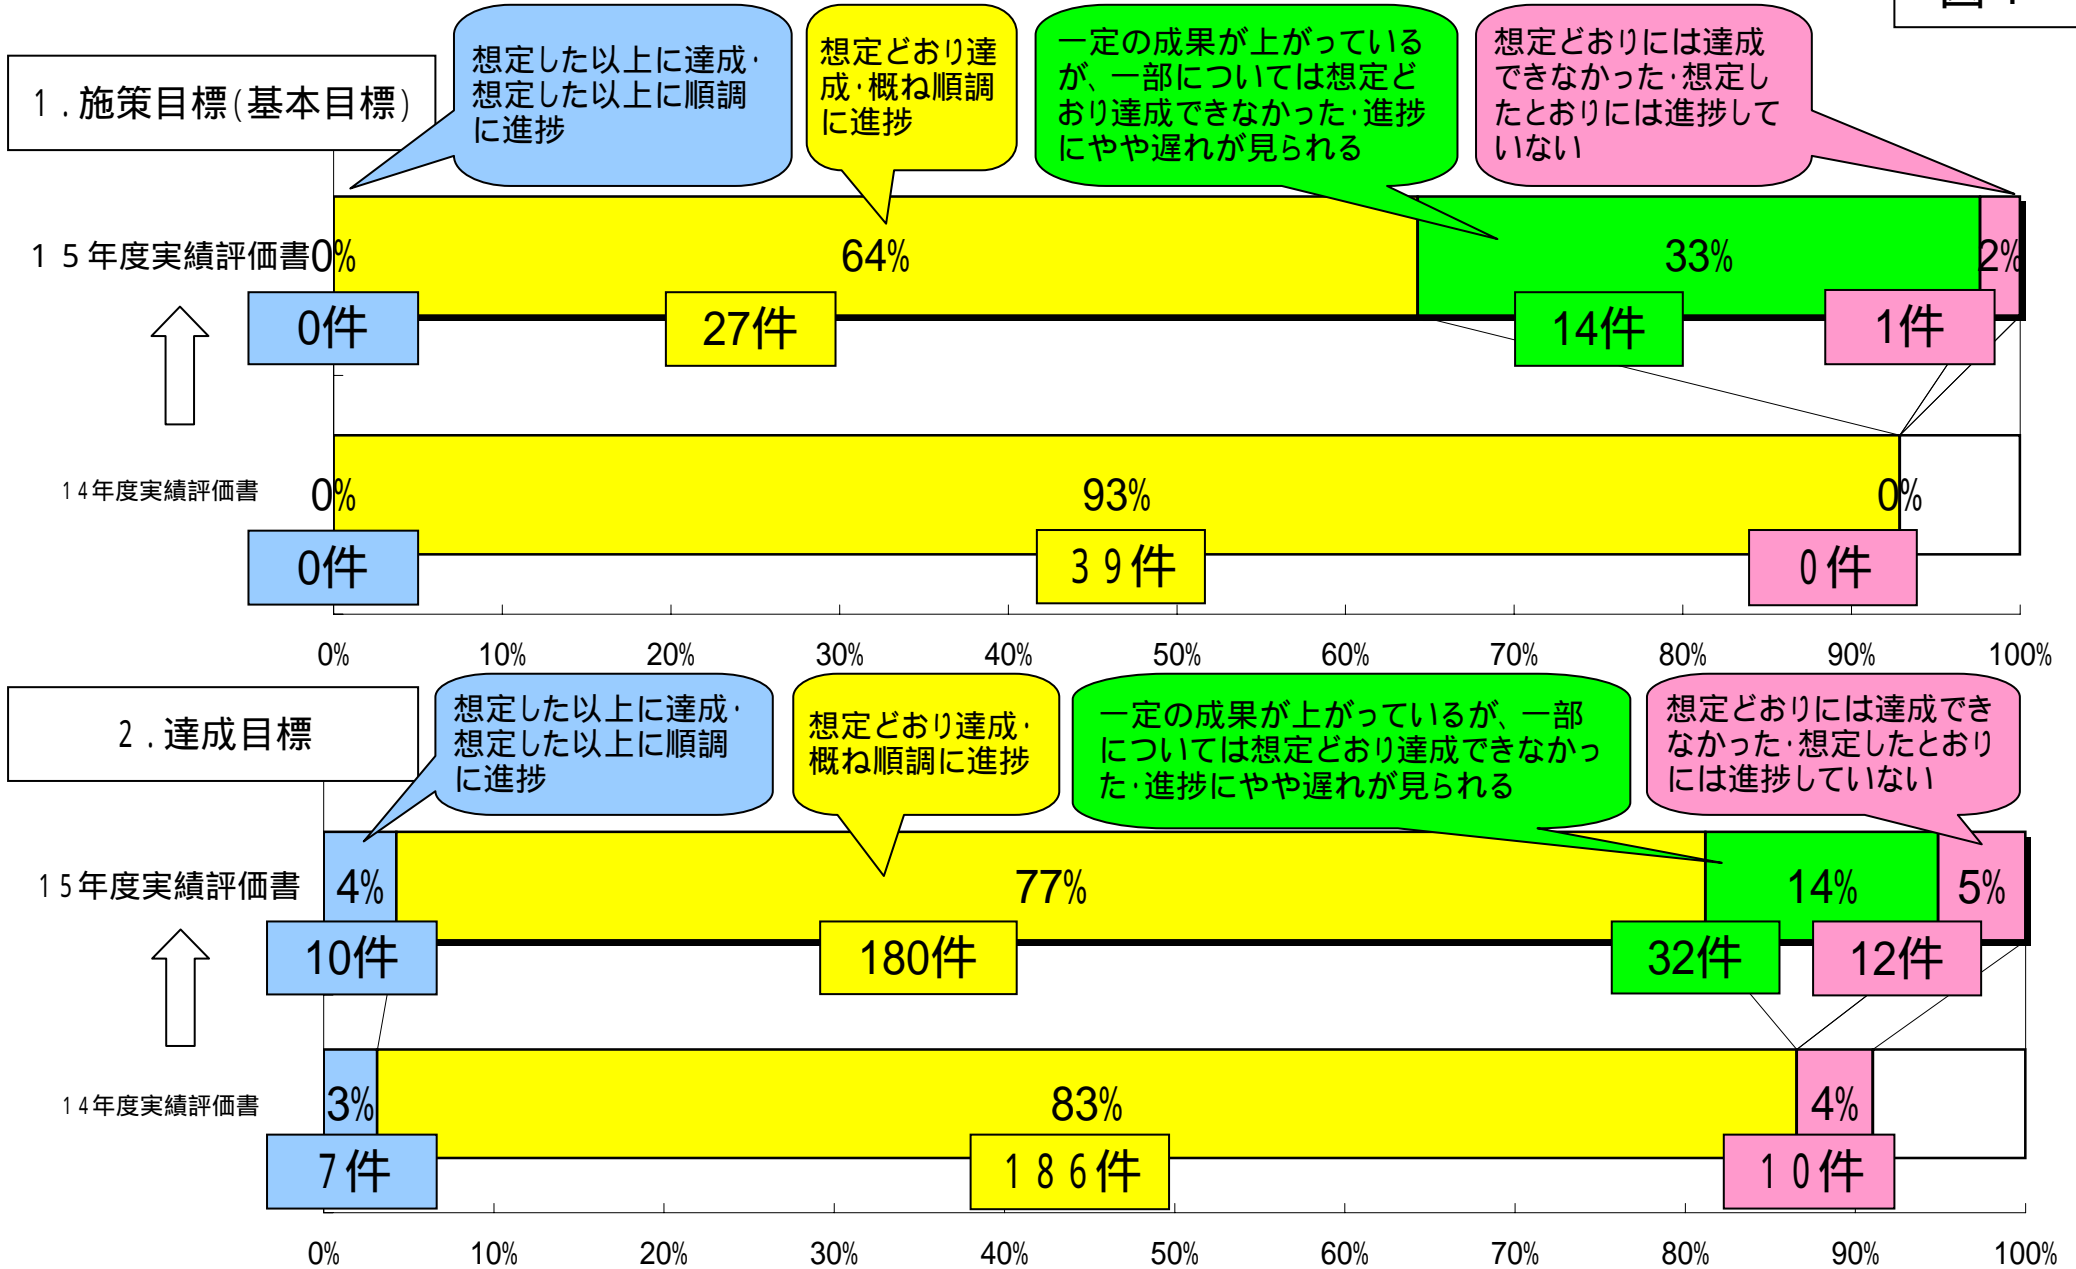 1.施策目標(基本目標)
想定した以上に達成・
想定した以上に順調
に進捗
想定どおり達
成・概ね順調
に進捗
一定の成果が上がっている
が、一部については想定ど
おり達成できなかった・進捗
にやや遅れが見られる
想定どおりには達成
できなかった・想定し
たとおりには進捗して
いない
15年度実績評価書
0%
64%
33%
2%
0件
27件
14件
1件
14年度実績評価書
0%
93%
0%
0件
39件
0件
0% 10% 20% 30% 40% 50% 60% 70% 80% 90% 100%
2.達成目標
想定した以上に達成・
想定した以上に順調
に進捗
想定どおり達成・
概ね順調に進捗
一定の成果が上がっているが、一部
については想定どおり達成できなかっ
た・進捗にやや遅れが見られる
想定どおりには達成でき
なかった・想定したとおり
には進捗していない
15年度実績評価書
4%
77%
14%
5%
10件
180件
32件
12件
14年度実績評価書
3%
83%
4%
7件
186件
10件
0% 10% 20% 30% 40% 50% 60% 70% 80% 90% 100%